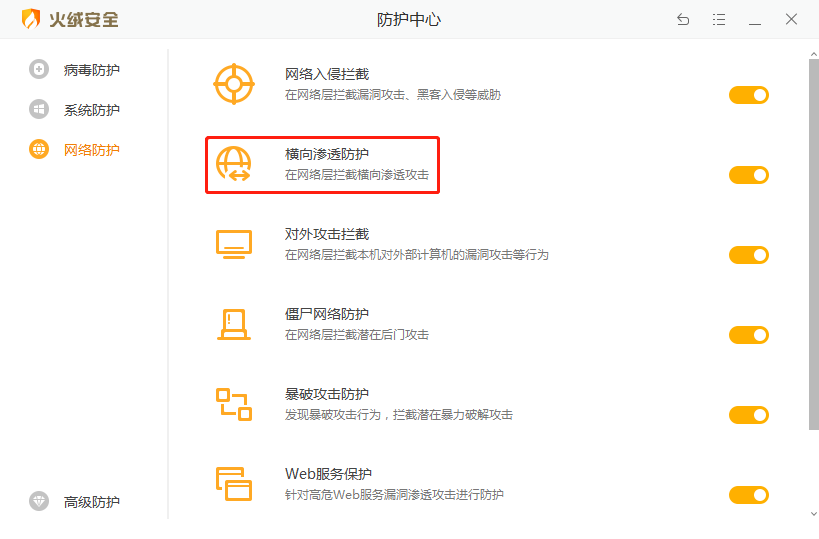 火绒安全
防护中心
病毒防护
系统防护
网络防护
高级防护
网络入侵拦截
在网络层拦截漏洞攻击、黑客入侵等威胁
横向渗透防护
在网络层拦截横向渗透攻击
对外攻击拦截
在网络层拦截本机对外部计算机的漏洞攻击等行为
僵尸网络防护
在网络层拦截潜在后门攻击
暴破攻击防护
发现暴破攻击行为，拦截潜在暴力破解攻击
Web服务保护
针对高危Web服务漏洞渗透攻击进行防护